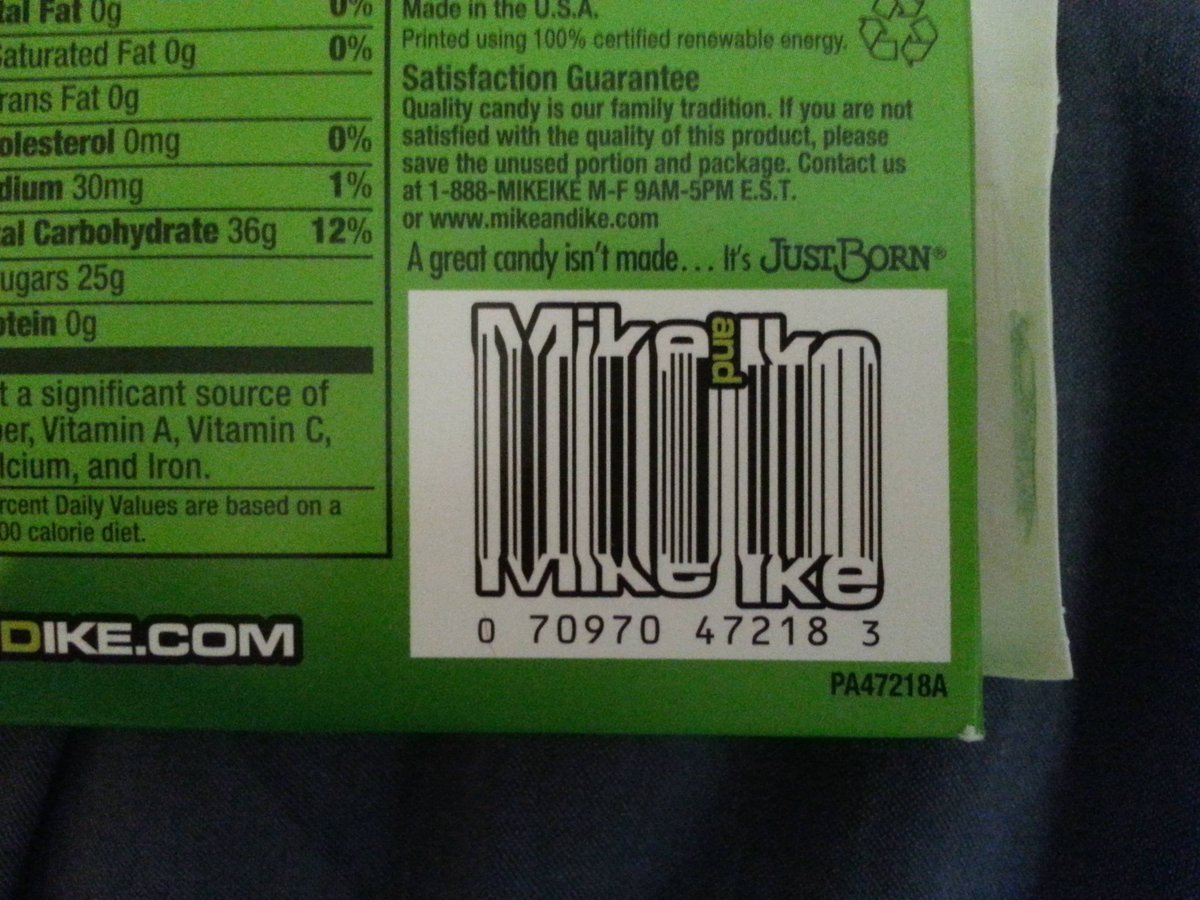 tal Fat 0g 0%
aturated Fat 0g 0%
rans Fat 0g
olesterol 0mg 0%
dium 30mg 1%
tal Carbohydrate 36g 12%
ugars 25g
otein 0g
t a significant source of
ber, Vitamin A, Vitamin C,
lcium, and Iron.
rcent Daily Values are based on a
00 calorie diet.
DIKE.COM
Made in the U.S.A.
Printed using 100% certified renewable energy.
Satisfaction Guarantee
Quality candy is our family tradition. If you are not
satisfied with the quality of this product, please
save the unused portion and package. Contact us
at 1-888-MIKEIKE M-F 9AM-5PM E.S.T.
or www.mikeandike.com
A great candy isn't made... It's JUST BORN®
Mike and Ike
Mike Ike
0 70970 47218 3
PA47218A